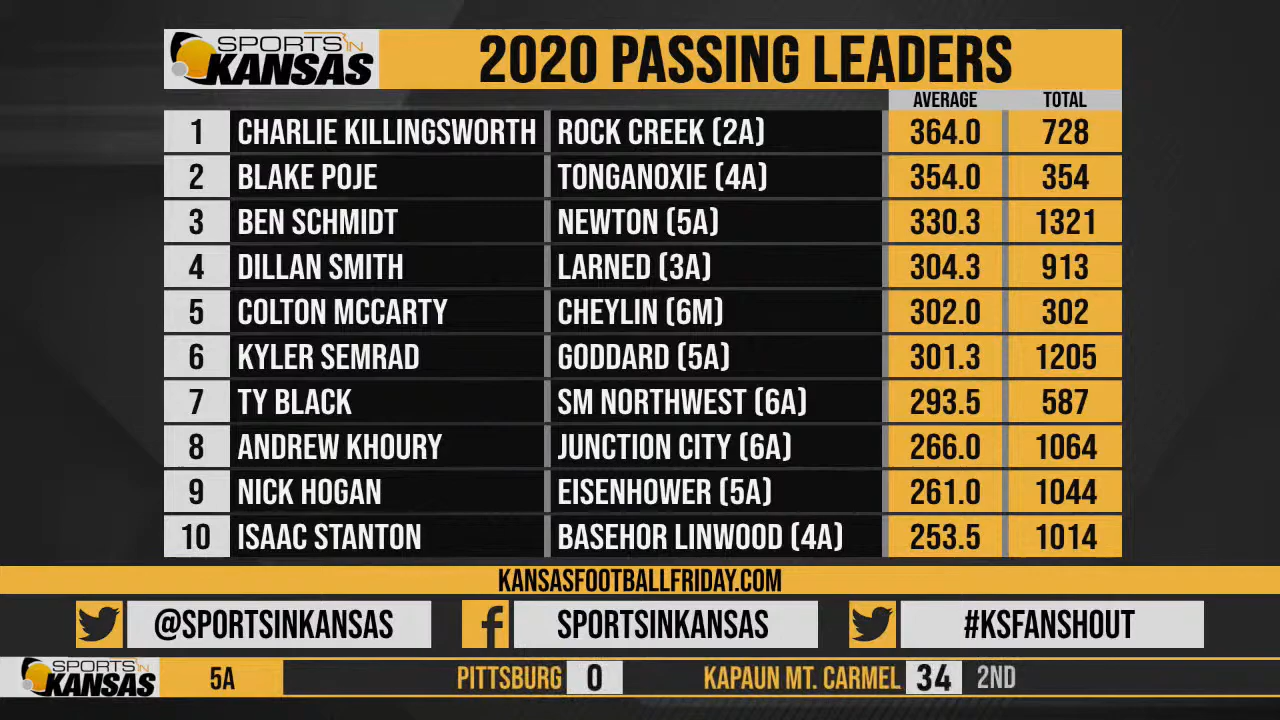 SPORTS IN KANSAS 2020 PASSING LEADERS
AVERAGE TOTAL
1 CHARLIE KILLINGSWORTH ROCK CREEK (2A) 364.0 728
2 BLAKE POJE TONGANOXIE (4A) 354.0 354
3 BEN SCHMIDT NEWTON (5A) 330.3 1321
4 DILLAN SMITH LARNED (3A) 304.3 913
5 COLTON MCCARTY CHEYLIN (6M) 302.0 302
6 KYLER SEMRAD GODDARD (5A) 301.3 1205
7 TY BLACK SM NORTHWEST (6A) 293.5 587
8 ANDREW KHOURY JUNCTION CITY (6A) 266.0 1064
9 NICK HOGAN EISENHOWER (5A) 261.0 1044
10 ISAAC STANTON BASEHOR LINWOOD (4A) 253.5 1014
KANSASFOOTBALLFRIDAY.COM
@SPORTSINKANSAS SPORTSINKANSAS #KSFANSHOUT
SPORTS IN KANSAS 5A PITTSBURG 0 KAPAUN MT. CARMEL 34 2ND